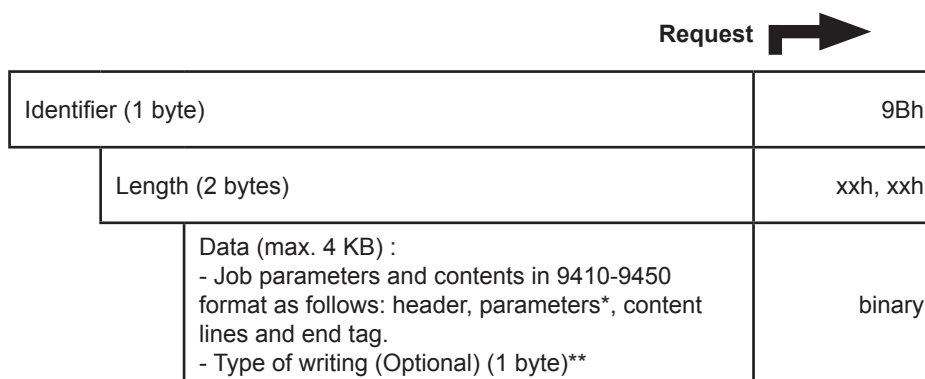 Request
Identifier (1 byte) 9Bh
Length (2 bytes) xxh, xxh
Data (max. 4 KB) :
- Job parameters and contents in 9410-9450
format as follows: header, parameters*, content
lines and end tag.
- Type of writing (Optional) (1 byte)**
binary